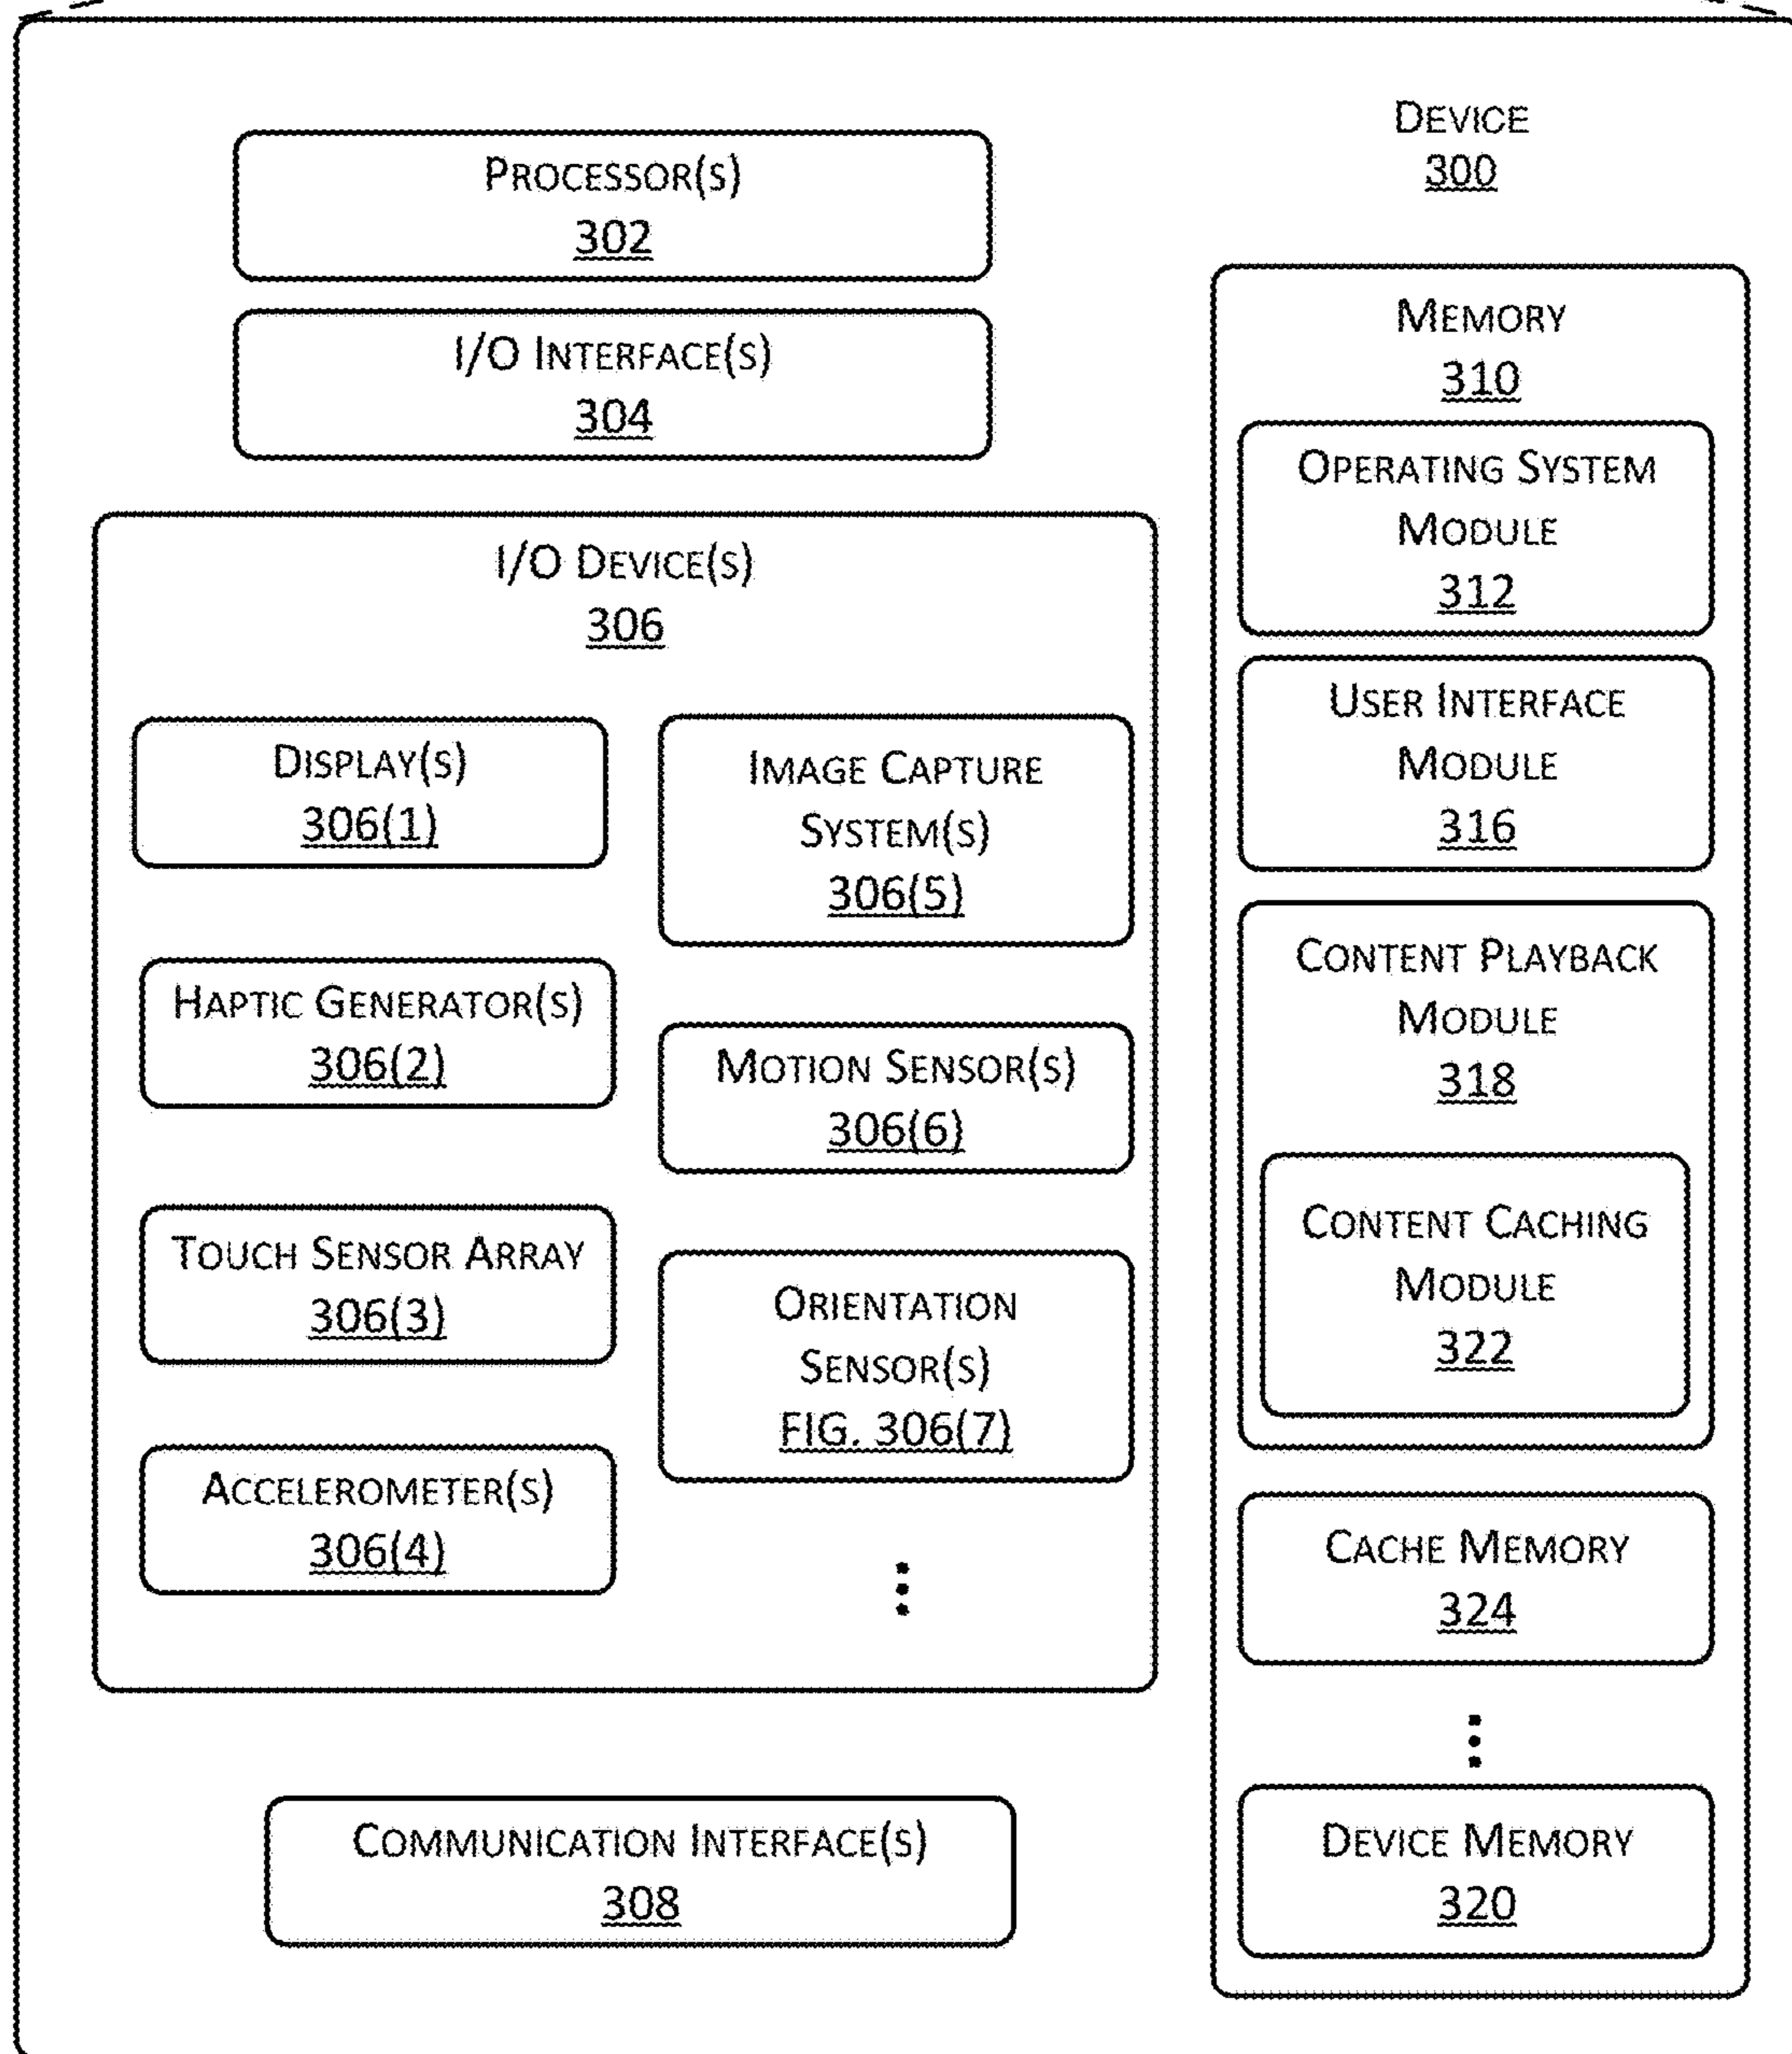 DEVICE
300
PROCESSOR(S)
302
I/O INTERFACE(S)
304
I/O DEVICE(S)
306
DISPLAY(S)
306(1)
HAPTIC GENERATOR(S)
306(2)
TOUCH SENSOR ARRAY
306(3)
ACCELEROMETER(S)
306(4)
IMAGE CAPTURE
SYSTEM(S)
306(5)
MOTION SENSOR(S)
306(6)
ORIENTATION
SENSOR(S)
FIG. 306(7)
COMMUNICATION INTERFACE(S)
308
MEMORY
310
OPERATING SYSTEM
MODULE
312
USER INTERFACE
MODULE
316
CONTENT PLAYBACK
MODULE
318
CONTENT CACHING
MODULE
322
CACHE MEMORY
324
DEVICE MEMORY
320